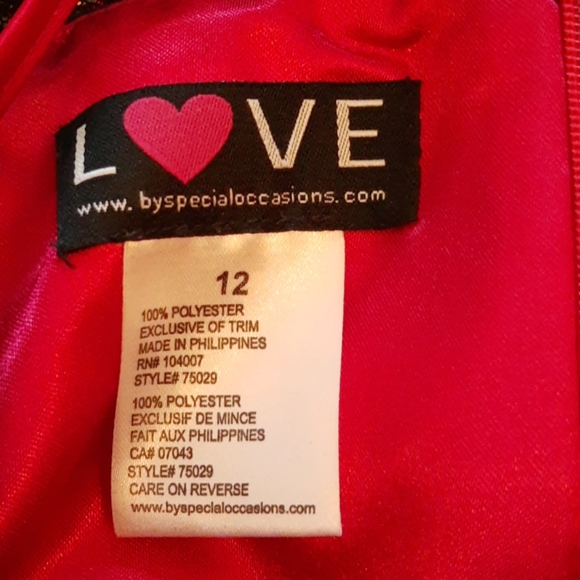 L❤VE
www.byspecialoccasions.com
12
100% POLYESTER
EXCLUSIVE OF TRIM
MADE IN PHILIPPINES
RN# 104007
STYLE# 75029
100% POLYESTER
EXCLUSIF DE MINCE
FAIT AUX PHILIPPINES
CA# 07043
STYLE# 75029
CARE ON REVERSE
www.byspecialoccasions.com